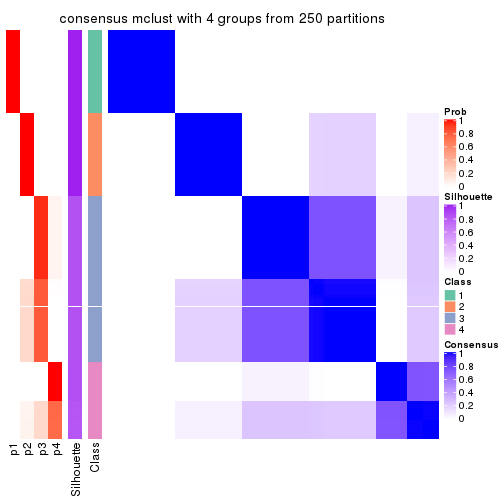 consensus mclust with 4 groups from 250 partitions
Prob
1
0.8
0.6
0.4
0.2
0
Silhouette
1
0.8
0.6
0.4
0.2
0
Class
1
2
3
4
Consensus
1
0.8
0.6
0.4
0.2
0
p1
p2
p3
p4
Silhouette
Class